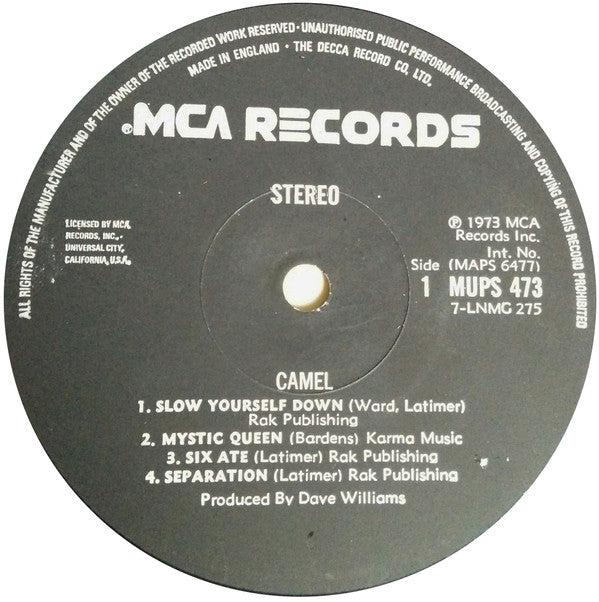 ALL RIGHTS OF THE MANUFACTURER AND OF THE OWNER OF THE RECORDED WORK RESERVED · UNAUTHORISED PUBLIC PERFORMANCE BROADCASTING AND COPYING OF THIS RECORD PROHIBITED
MADE IN ENGLAND · THE DECCA RECORD CO. LTD.
®MCA RECORDS
STEREO
LICENSED BY MCA
RECORDS, INC.,
UNIVERSAL CITY,
CALIFORNIA, U.S.A.
℗ 1973 MCA
Records Inc.
Int. No.
Side (MAPS 6477)
1 MUPS 473
7-LNMG 275
CAMEL
1. SLOW YOURSELF DOWN (Ward, Latimer)
Rak Publishing
2. MYSTIC QUEEN (Bardens) Karma Music
3. SIX ATE (Latimer) Rak Publishing
4. SEPARATION (Latimer) Rak Publishing
Produced By Dave Williams